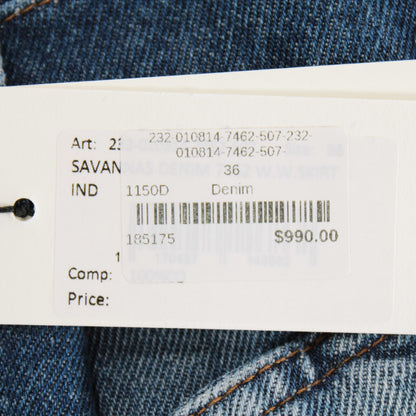 232-010814-7462-507-232-
010814-7462-507-
36
Art: 23
SAVAN
IND
1150D Denim
185175 $990.00
Comp:
Price: